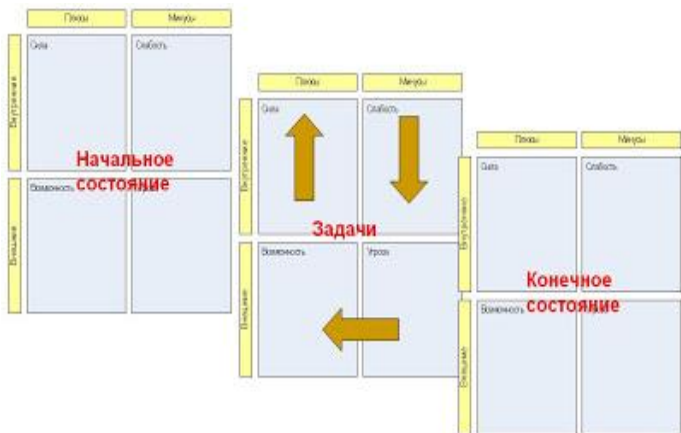 Плюсы
Минусы
Внутренние
Сила
Слабость
Начальное
состояние
Внешние
Возможность
Плюсы
Минусы
Внутренние
Сила
Слабость
Задачи
Внешние
Возможность
Угроза
Плюсы
Минусы
Внутренно
Сила
Слабость
Конечное
состояние
Внешние
Возможность